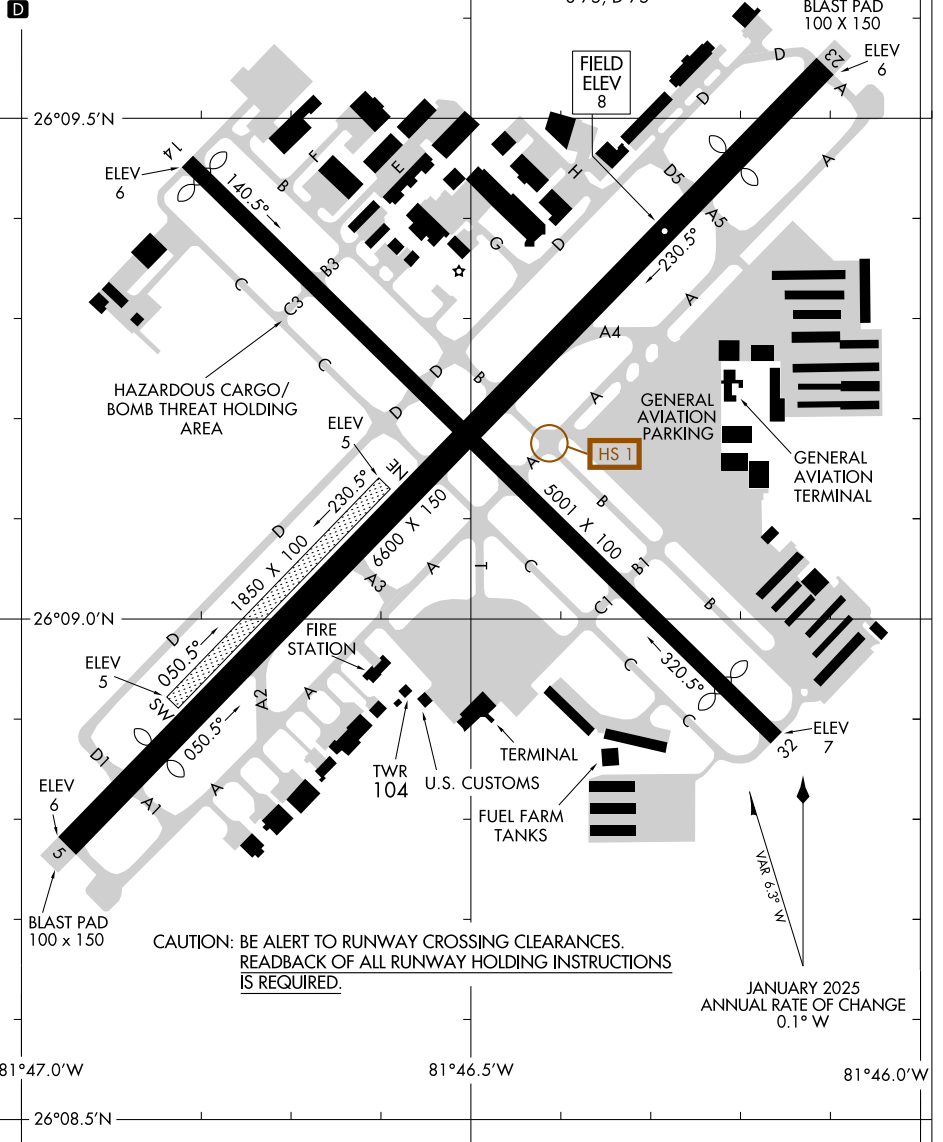 D
BLAST PAD
100 X 150
23
ELEV
6
D
A
FIELD
ELEV
8
D
A
26°09.5'N
14
ELEV
6
140.5°
B
F
E
H
D5
A5
G
D
230.5°
A
B3
C
C3
A4
C
D
B
HAZARDOUS CARGO/
BOMB THREAT HOLDING
AREA
D
A
GENERAL
AVIATION
PARKING
ELEV
5
HS 1
GENERAL
AVIATION
TERMINAL
NE
A
230.5°
5001 X 100
B
D
6600 X 150
1850 X 100
A3
A
T
C
B1
C1
B
26°09.0'N
D
050.5°
FIRE
STATION
ELEV
5
SW
A2
A
C
320.5°
C
050.5°
32
ELEV
7
D1
TERMINAL
TWR
104
U.S. CUSTOMS
ELEV
6
A1
A
FUEL FARM
TANKS
5
VAR 6.3° W
BLAST PAD
100 x 150
CAUTION: BE ALERT TO RUNWAY CROSSING CLEARANCES.
READBACK OF ALL RUNWAY HOLDING INSTRUCTIONS
IS REQUIRED.
JANUARY 2025
ANNUAL RATE OF CHANGE
0.1° W
81°47.0'W
81°46.5'W
81°46.0'W
26°08.5'N